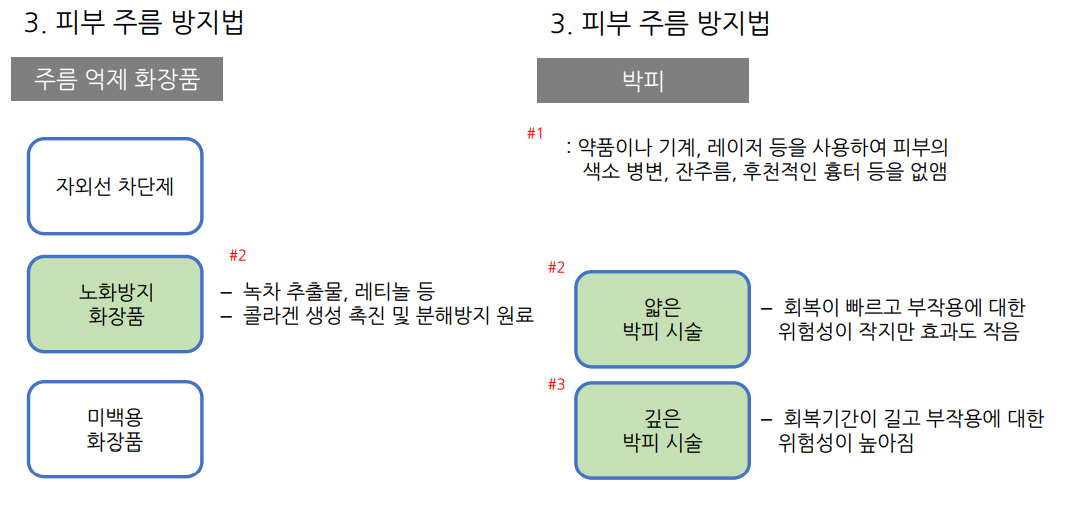 3. 피부 주름 방지법
주름 억제 화장품
자외선 차단제
#2
노화방지
화장품
– 녹차 추출물, 레티놀 등
– 콜라겐 생성 촉진 및 분해방지 원료
미백용
화장품
3. 피부 주름 방지법
박피
#1
: 약품이나 기계, 레이저 등을 사용하여 피부의
색소 병변, 잔주름, 후천적인 흉터 등을 없앰
#2
얇은
박피 시술
– 회복이 빠르고 부작용에 대한
위험성이 작지만 효과도 작음
#3
깊은
박피 시술
– 회복기간이 길고 부작용에 대한
위험성이 높아짐